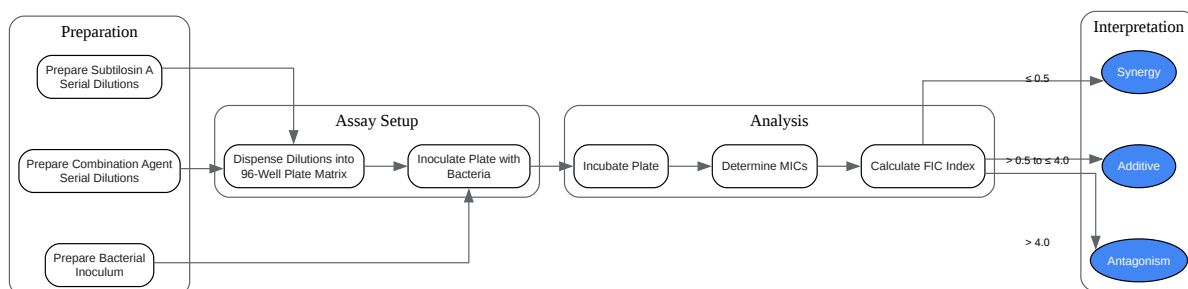 Preparation
Prepare Subtilosin A
Serial Dilutions
Prepare Combination Agent
Serial Dilutions
Prepare Bacterial
Inoculum
Assay Setup
Dispense Dilutions into
96-Well Plate Matrix
Inoculate Plate with
Bacteria
Analysis
Incubate Plate
Determine MICs
Calculate FIC Index
≤ 0.5
> 0.5 to ≤ 4.0
> 4.0
Interpretation
Synergy
Additive
Antagonism